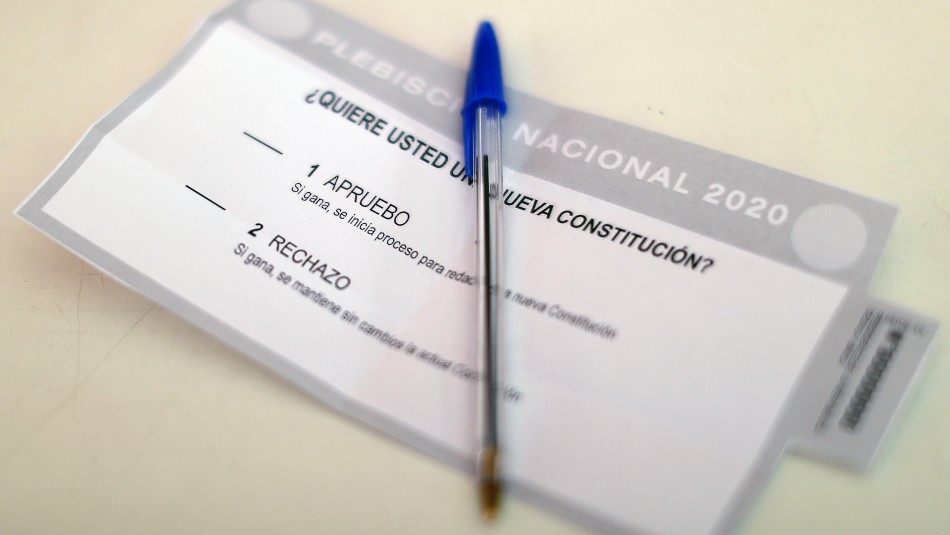 PLEBISCI NACIONAL 2020
¿QUIERE USTED UN NUEVA CONSTITUCIÓN?
1 APRUEBO
Si gana, se inicia proceso para redac a nueva Constitución
2 RECHAZO
Si gana, se mantiene sin cambios la actual Con